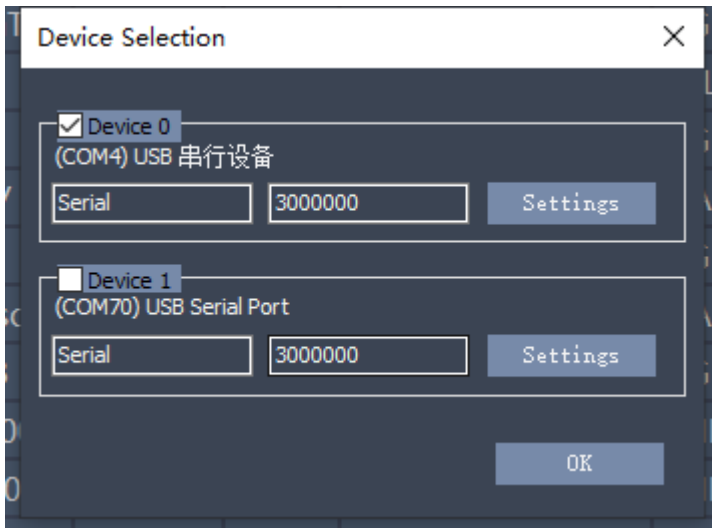 Device Selection
Device 0
(COM4) USB 串行设备
Serial 3000000 Settings
Device 1
(COM70) USB Serial Port
Serial 3000000 Settings
OK